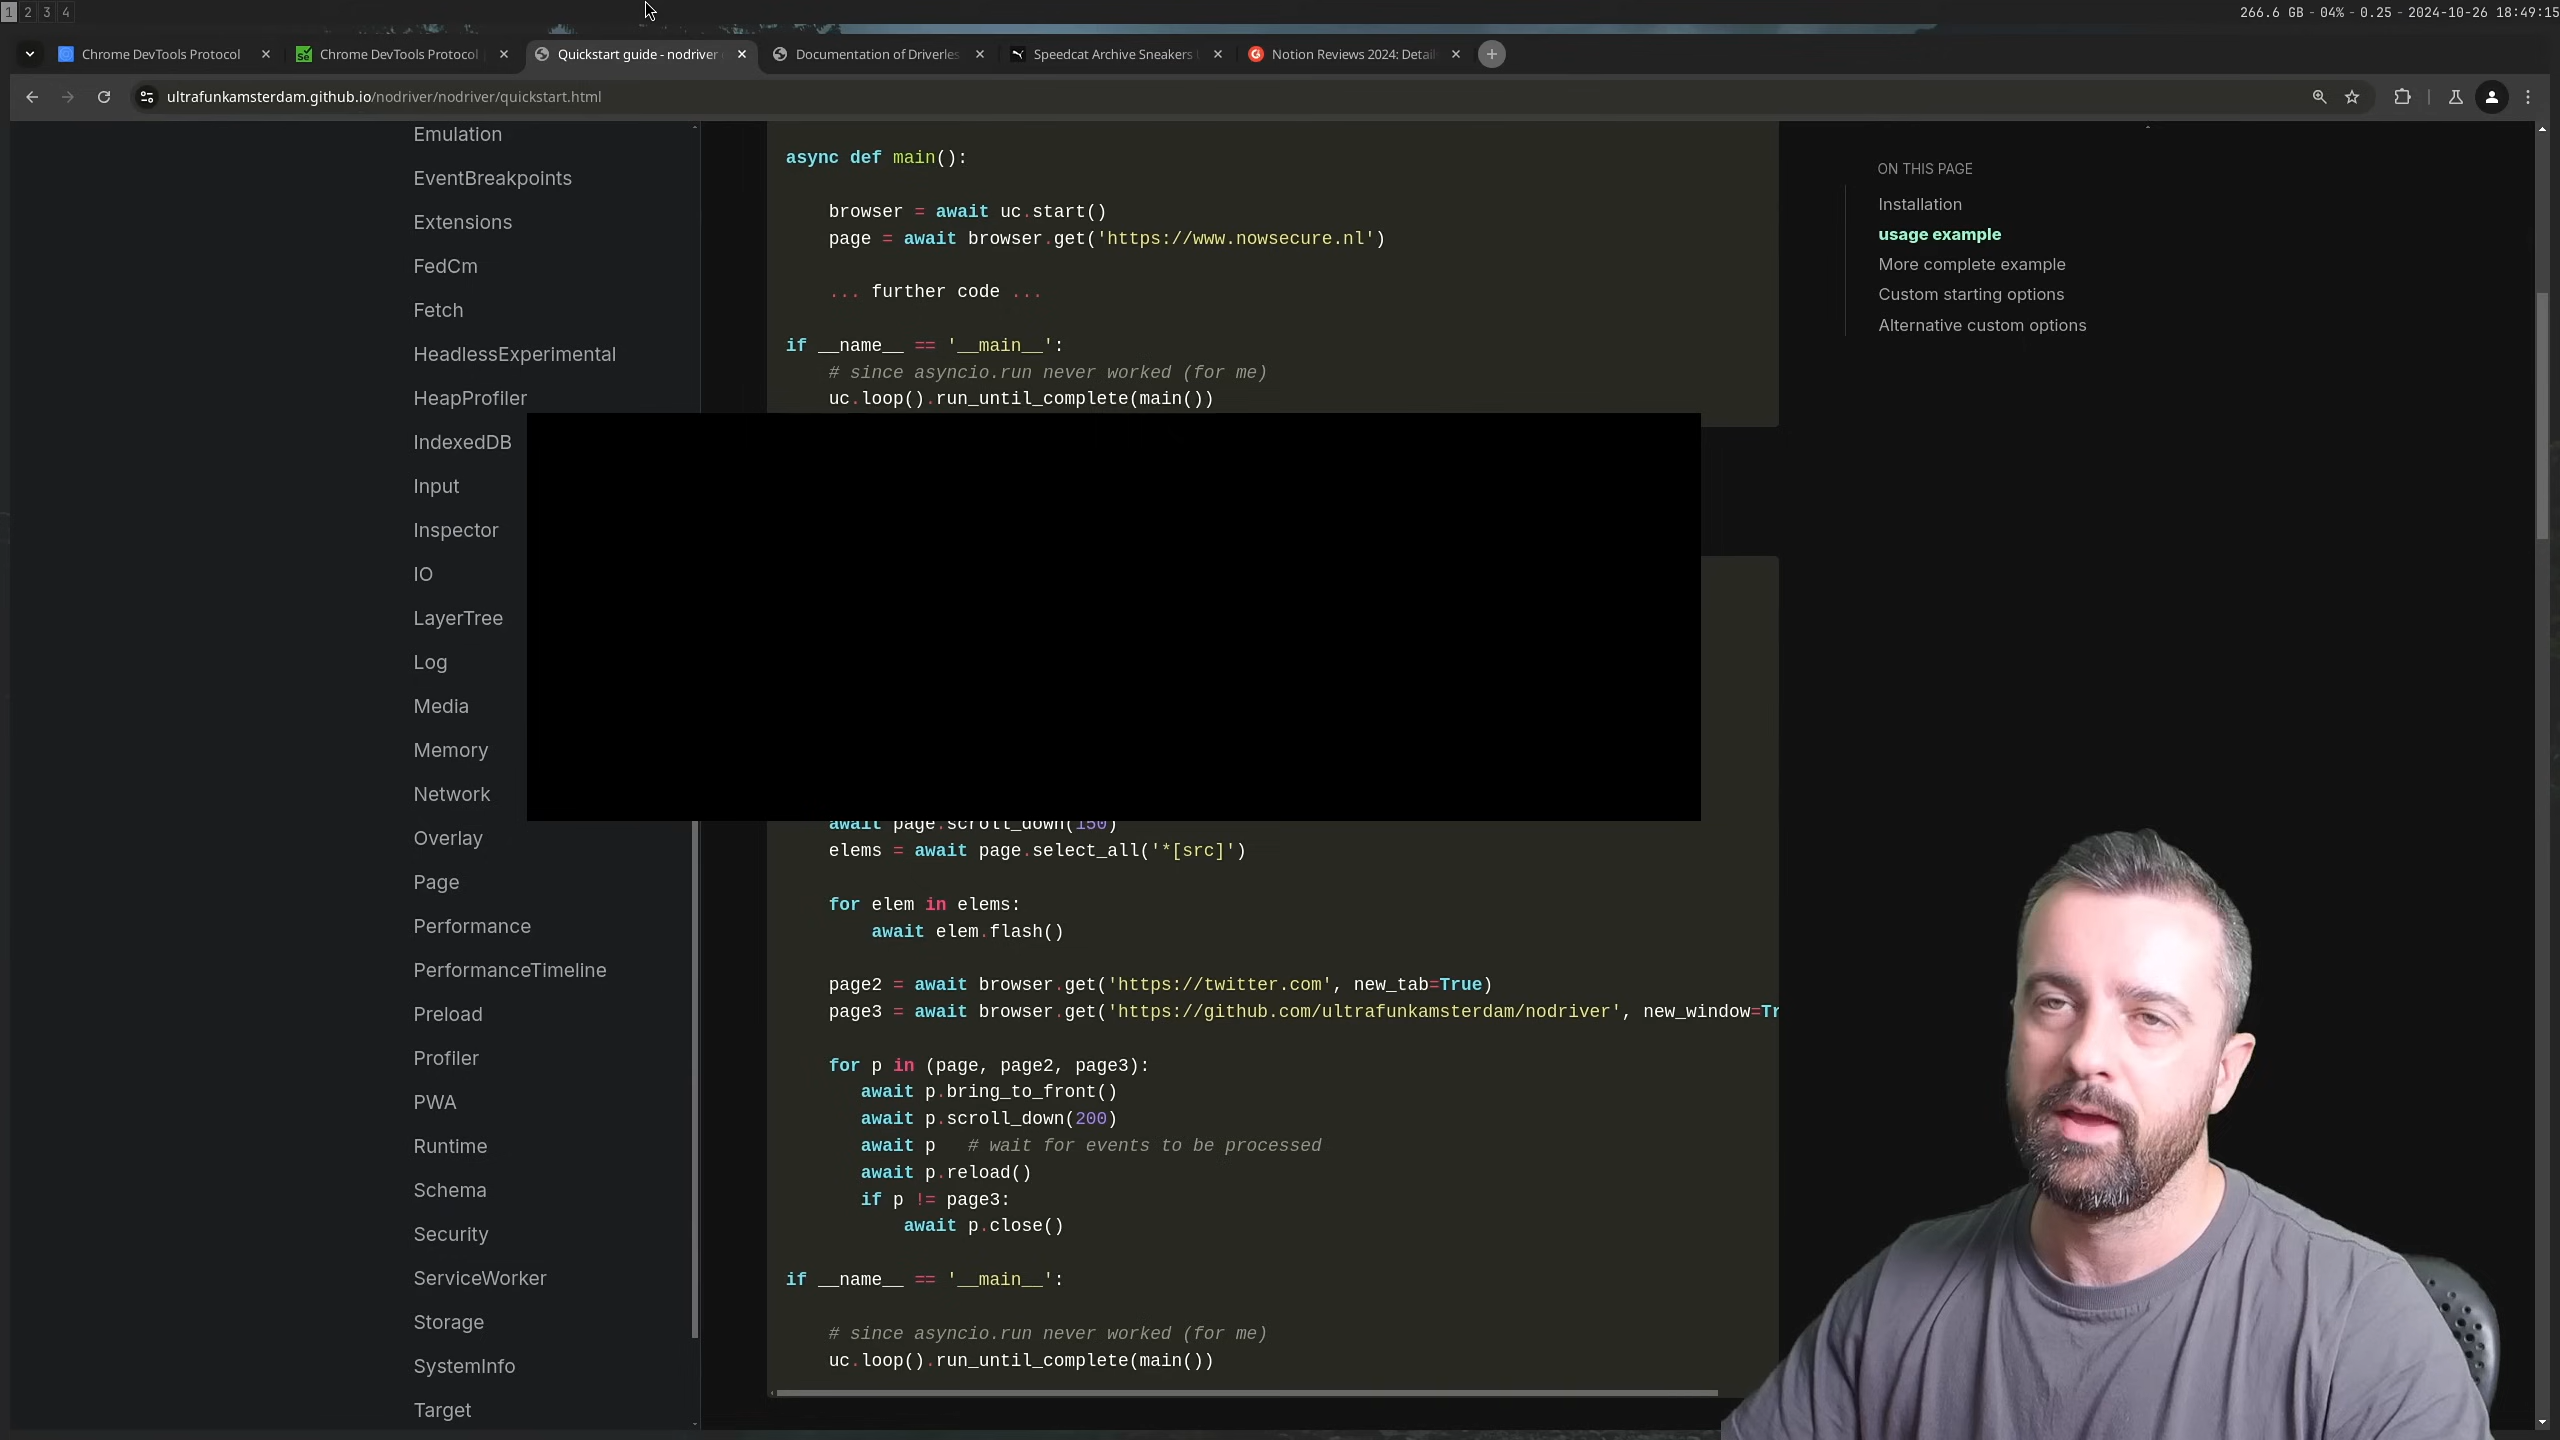 1 2 3 4
266.6 GB - 04% - 0.25 - 2024-10-26 18:49:15
Chrome DevTools Protocol
Chrome DevTools Protocol
Quickstart guide - nodriver
Documentation of Driverles
Speedcat Archive Sneakers
Notion Reviews 2024: Detail
ultrafunkamsterdam.github.io/nodriver/nodriver/quickstart.html
Emulation
EventBreakpoints
Extensions
FedCm
Fetch
HeadlessExperimental
HeapProfiler
IndexedDB
Input
Inspector
IO
LayerTree
Log
Media
Memory
Network
Overlay
Page
Performance
PerformanceTimeline
Preload
Profiler
PWA
Runtime
Schema
Security
ServiceWorker
Storage
SystemInfo
Target
async def main():
browser = await uc.start()
page = await browser.get('https://www.nowsecure.nl')
... further code ...
if __name__ == '__main__':
# since asyncio.run never worked (for me)
uc.loop().run_until_complete(main())
await page.scroll_down(150)
elems = await page.select_all('*[src]')
for elem in elems:
await elem.flash()
page2 = await browser.get('https://twitter.com', new_tab=True)
page3 = await browser.get('https://github.com/ultrafunkamsterdam/nodriver', new_window=Tr
for p in (page, page2, page3):
await p.bring_to_front()
await p.scroll_down(200)
await p # wait for events to be processed
await p.reload()
if p != page3:
await p.close()
if __name__ == '__main__':
# since asyncio.run never worked (for me)
uc.loop().run_until_complete(main())
ON THIS PAGE
Installation
usage example
More complete example
Custom starting options
Alternative custom options